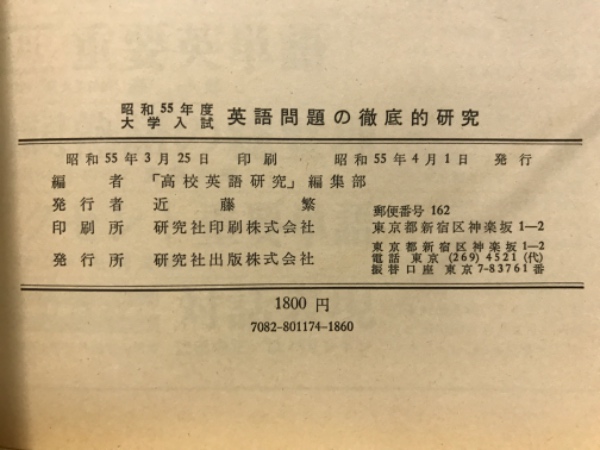 昭和55年度
大学入試 英語問題の徹底的研究
昭和55年3月25日 印刷 昭和55年4月1日 発行
編者 「高校英語研究」編集部
発行者 近藤繁
郵便番号 162
印刷所 研究社印刷株式会社 東京都新宿区神楽坂1—2
東京都新宿区神楽坂1—2
発行所 研究社出版株式会社 電話 東京 (269) 4521 (代)
振替口座 東京7-83761番
1800円
7082-801174-1860